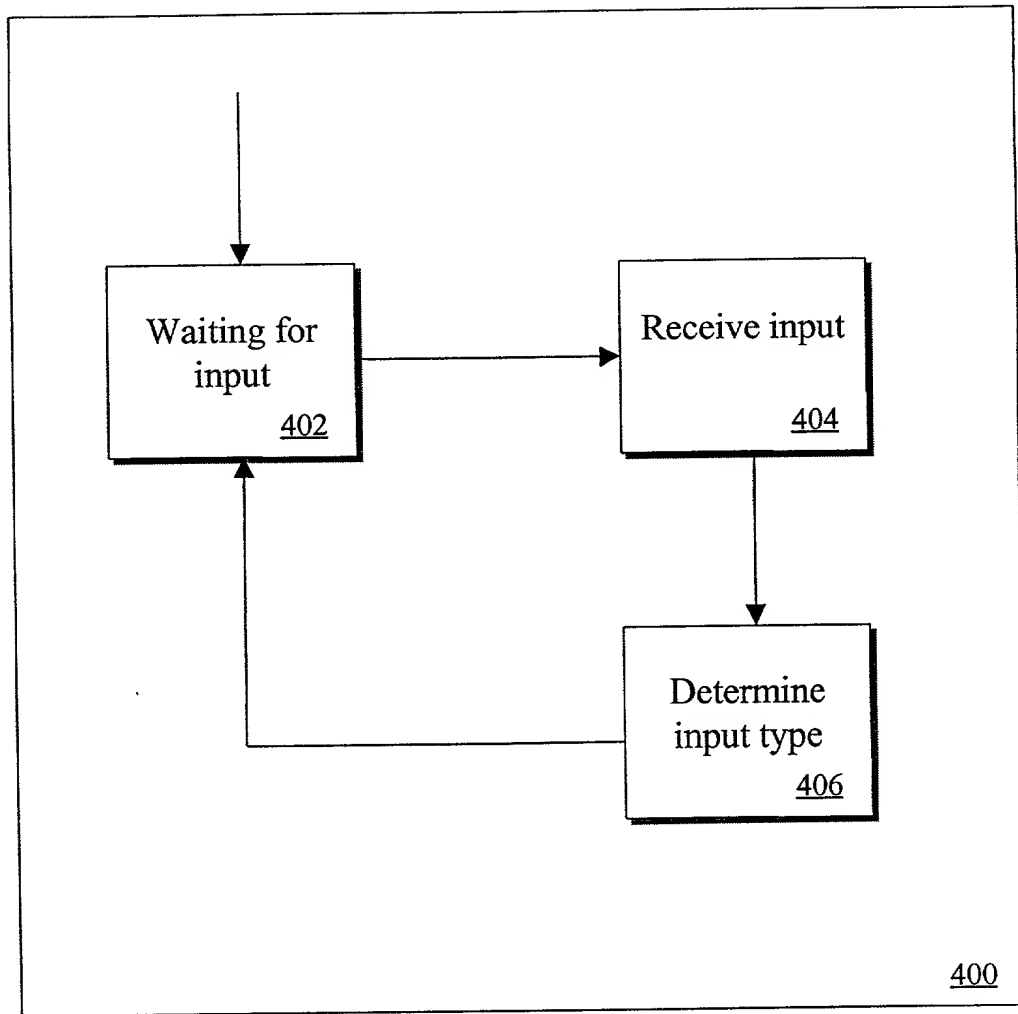 Waiting for
input
402
Receive input
404
Determine
input type
406
400